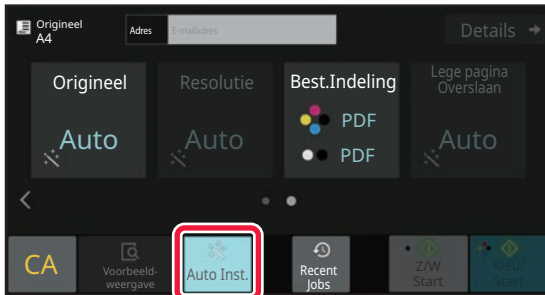 Origineel
A4
Adres
E-mailadres
Details
Origineel
Auto
Resolutie
Auto
Best.Indeling
PDF
PDF
Lege pagina
Overslaan
Auto
CA
Voorbeeld-
weergave
Auto Inst.
Recent
Jobs
Z/W
Start
Kleur
Start